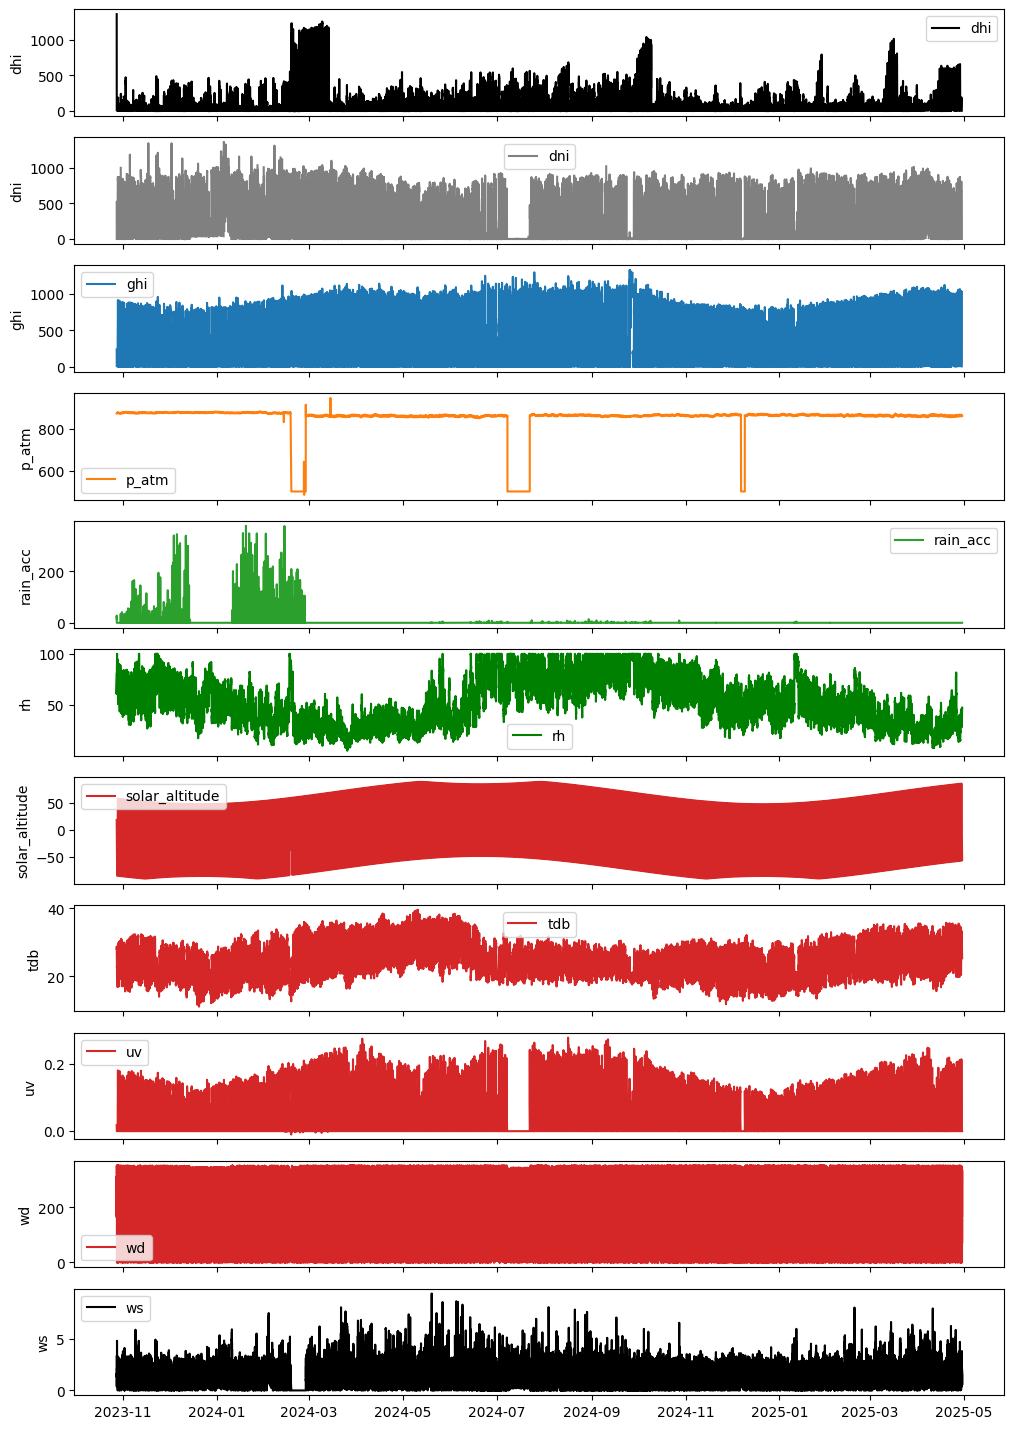 dhi
1000
500
0
dhi
dni
1000
500
0
dni
ghi
1000
500
0
ghi
p_atm
800
600
p_atm
rain_acc
200
0
rain_acc
rh
100
50
rh
solar_altitude
50
0
−50
solar_altitude
tdb
40
20
tdb
uv
0.2
0.0
uv
wd
200
0
wd
ws
5
0
ws
2023-11 2024-01 2024-03 2024-05 2024-07 2024-09 2024-11 2025-01 2025-03 2025-05